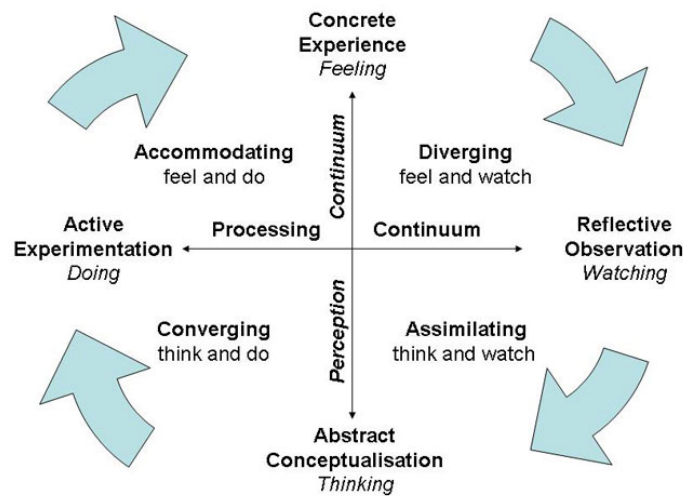 Concrete
Experience
Feeling
Accommodating
feel and do
Continuum
Diverging
feel and watch
Active
Experimentation
Doing
Processing
Continuum
Reflective
Observation
Watching
Converging
think and do
Perception
Assimilating
think and watch
Abstract
Conceptualisation
Thinking